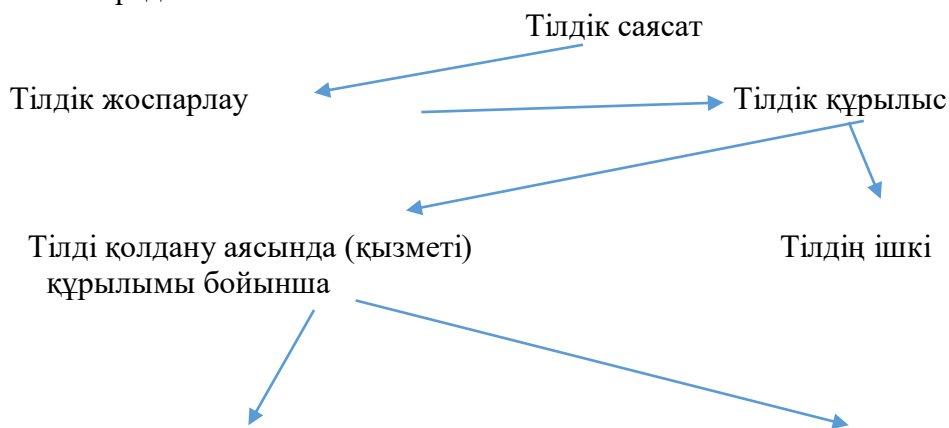 Тілдік саясат
Тілдік жоспарлау Тілдік құрылыс
Тілді қолдану аясында (қызметі) Тілдің ішкі
құрылымы бойынша